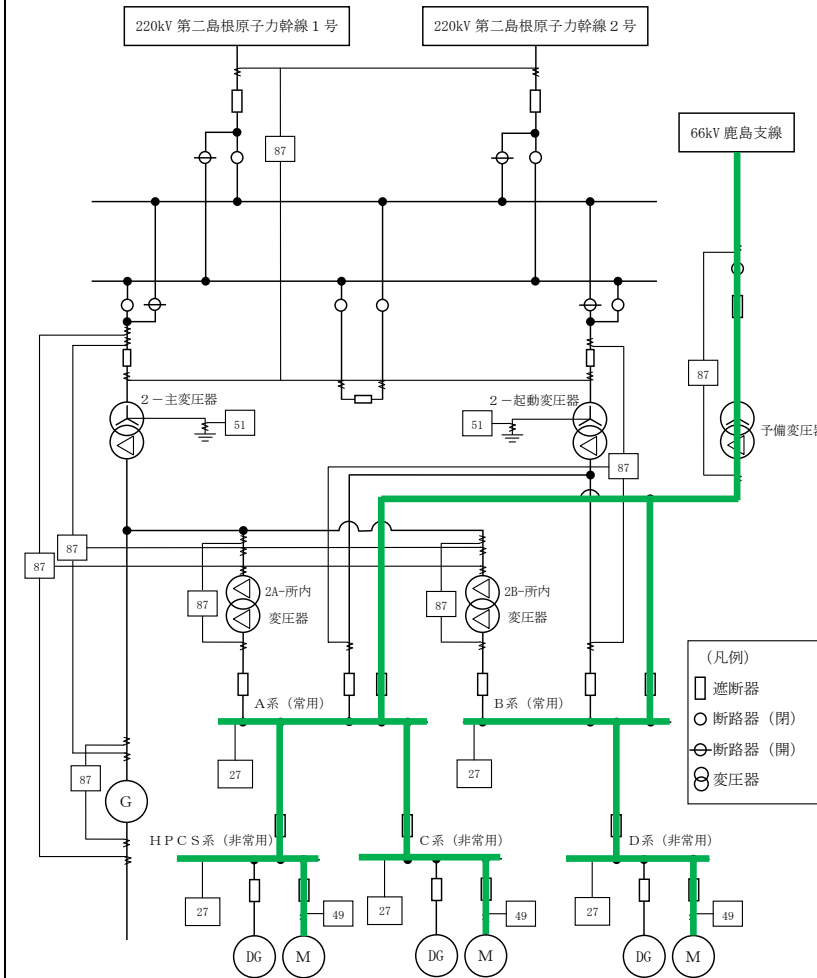 220kV 第二島根原子力幹線1号
220kV 第二島根原子力幹線2号
66kV 鹿島支線
87
87
2-主変圧器
51
2-起動変圧器
51
予備変圧器
87
87
87
87
2A-所内
変圧器
87
2B-所内
変圧器
A系(常用)
B系(常用)
27
27
87
G
(凡例)
遮断器
断路器(閉)
断路器(開)
変圧器
HPCS系(非常用)
C系(非常用)
D系(非常用)
27
49
27
49
27
49
DG
M
DG
M
DG
M